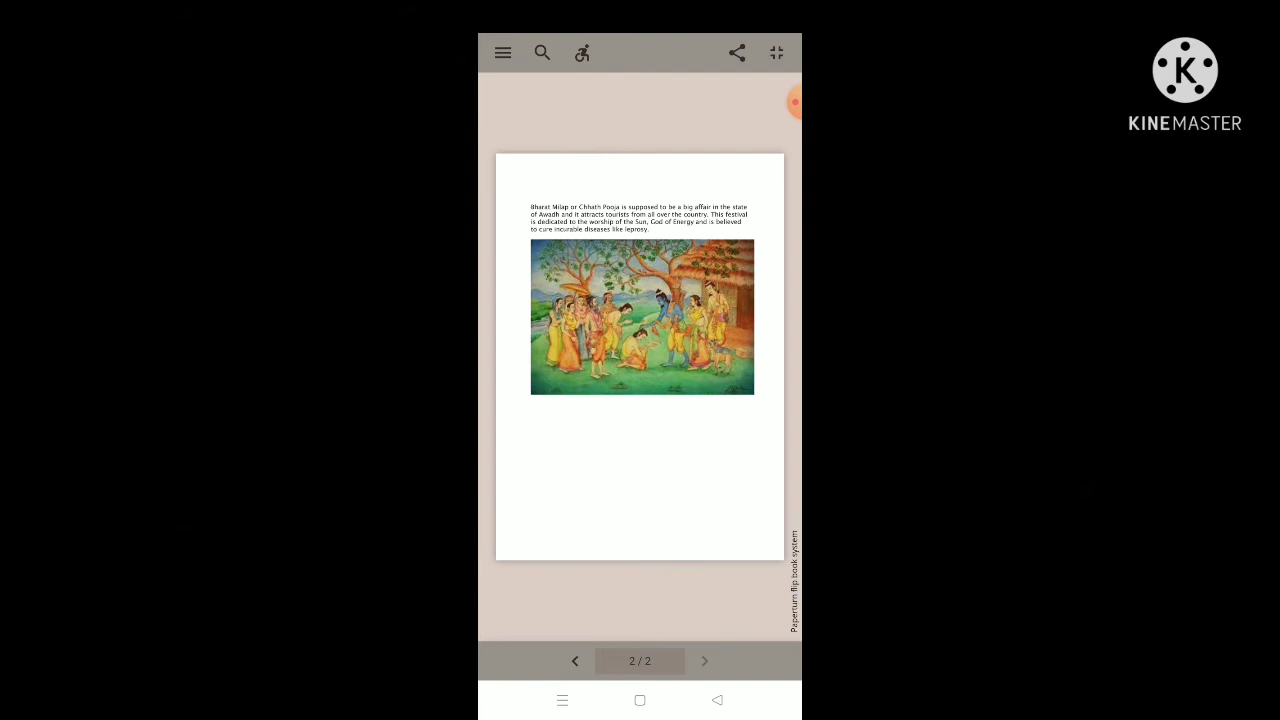 KINEMASTER
Bharat Milap or Chhath Pooja is supposed to be a big affair in the state
of Awadh and it attracts tourists from all over the country. This festival
is dedicated to the worship of the Sun, God of Energy and is believed
to cure incurable diseases like leprosy.
Paperturn flip book system
2 / 2